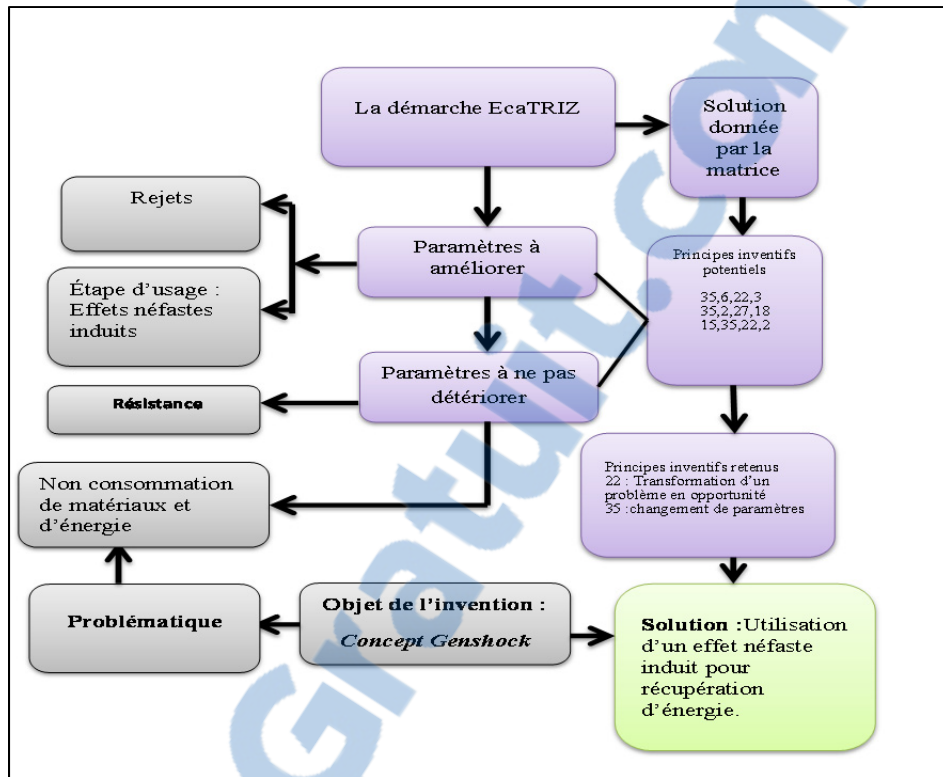 La démarche EcaTRIZ
Solution
donnée
par la
matrice
Rejets
Étape d'usage :
Effets néfastes
induits
Paramètres à
améliorer
Principes inventifs
potentiels
35,6,22,3
35,2,27,18
15,35,22,2
Paramètres à ne pas
détériorer
Résistance
Non consommation
de matériaux et
d'énergie
Principes inventifs retenus
22 : Transformation d'un
problème en opportunité
35 :changement de paramètres
Problématique
Objet de l'invention :
Concept Genshock
Solution :Utilisation
d'un effet néfaste
induit pour
récupération
d'énergie.
Gratuit.com